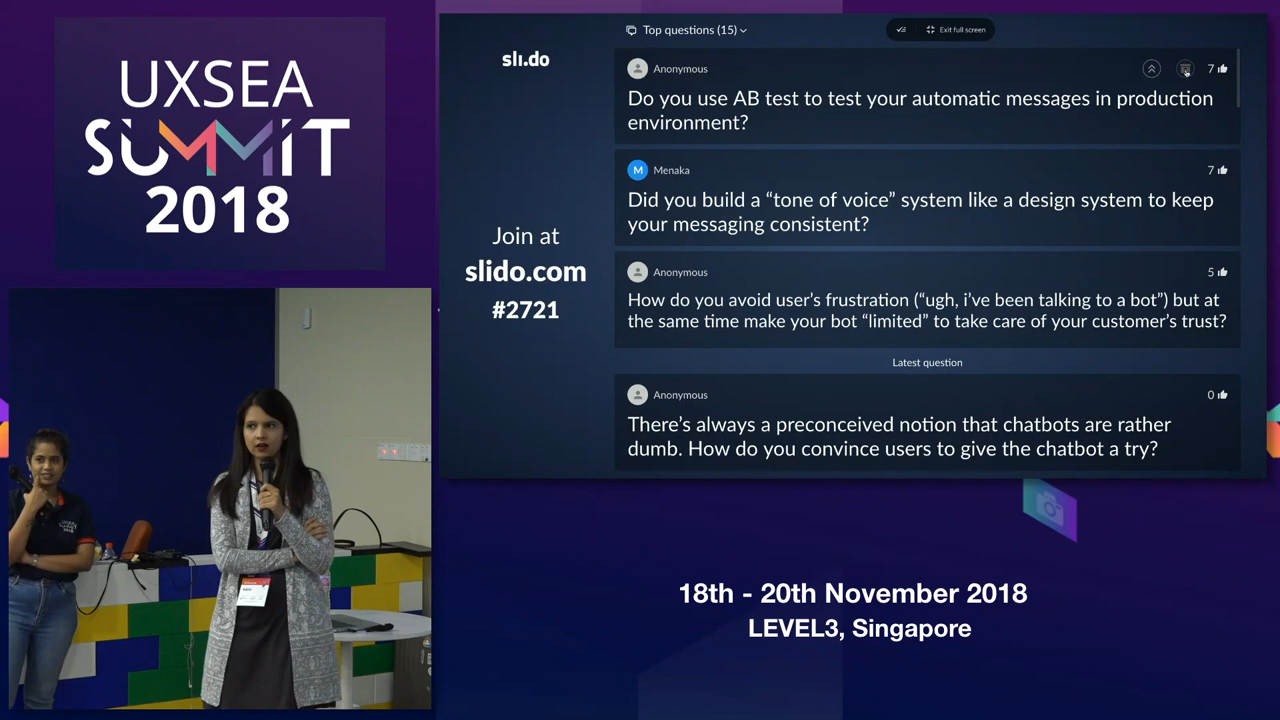 UXSEA
SUMMIT
2018
sli.do
Join at
slido.com
#2721
Top questions (15)
Exit full screen
Anonymous
7
Do you use AB test to test your automatic messages in production
environment?
M
Menaka
7
Did you build a “tone of voice” system like a design system to keep
your messaging consistent?
Anonymous
5
How do you avoid user’s frustration (“ugh, i’ve been talking to a bot”) but at
the same time make your bot “limited” to take care of your customer’s trust?
Latest question
Anonymous
0
There’s always a preconceived notion that chatbots are rather
dumb. How do you convince users to give the chatbot a try?
UXSEA
SUMMIT
2018
18th - 20th November 2018
LEVEL3, Singapore